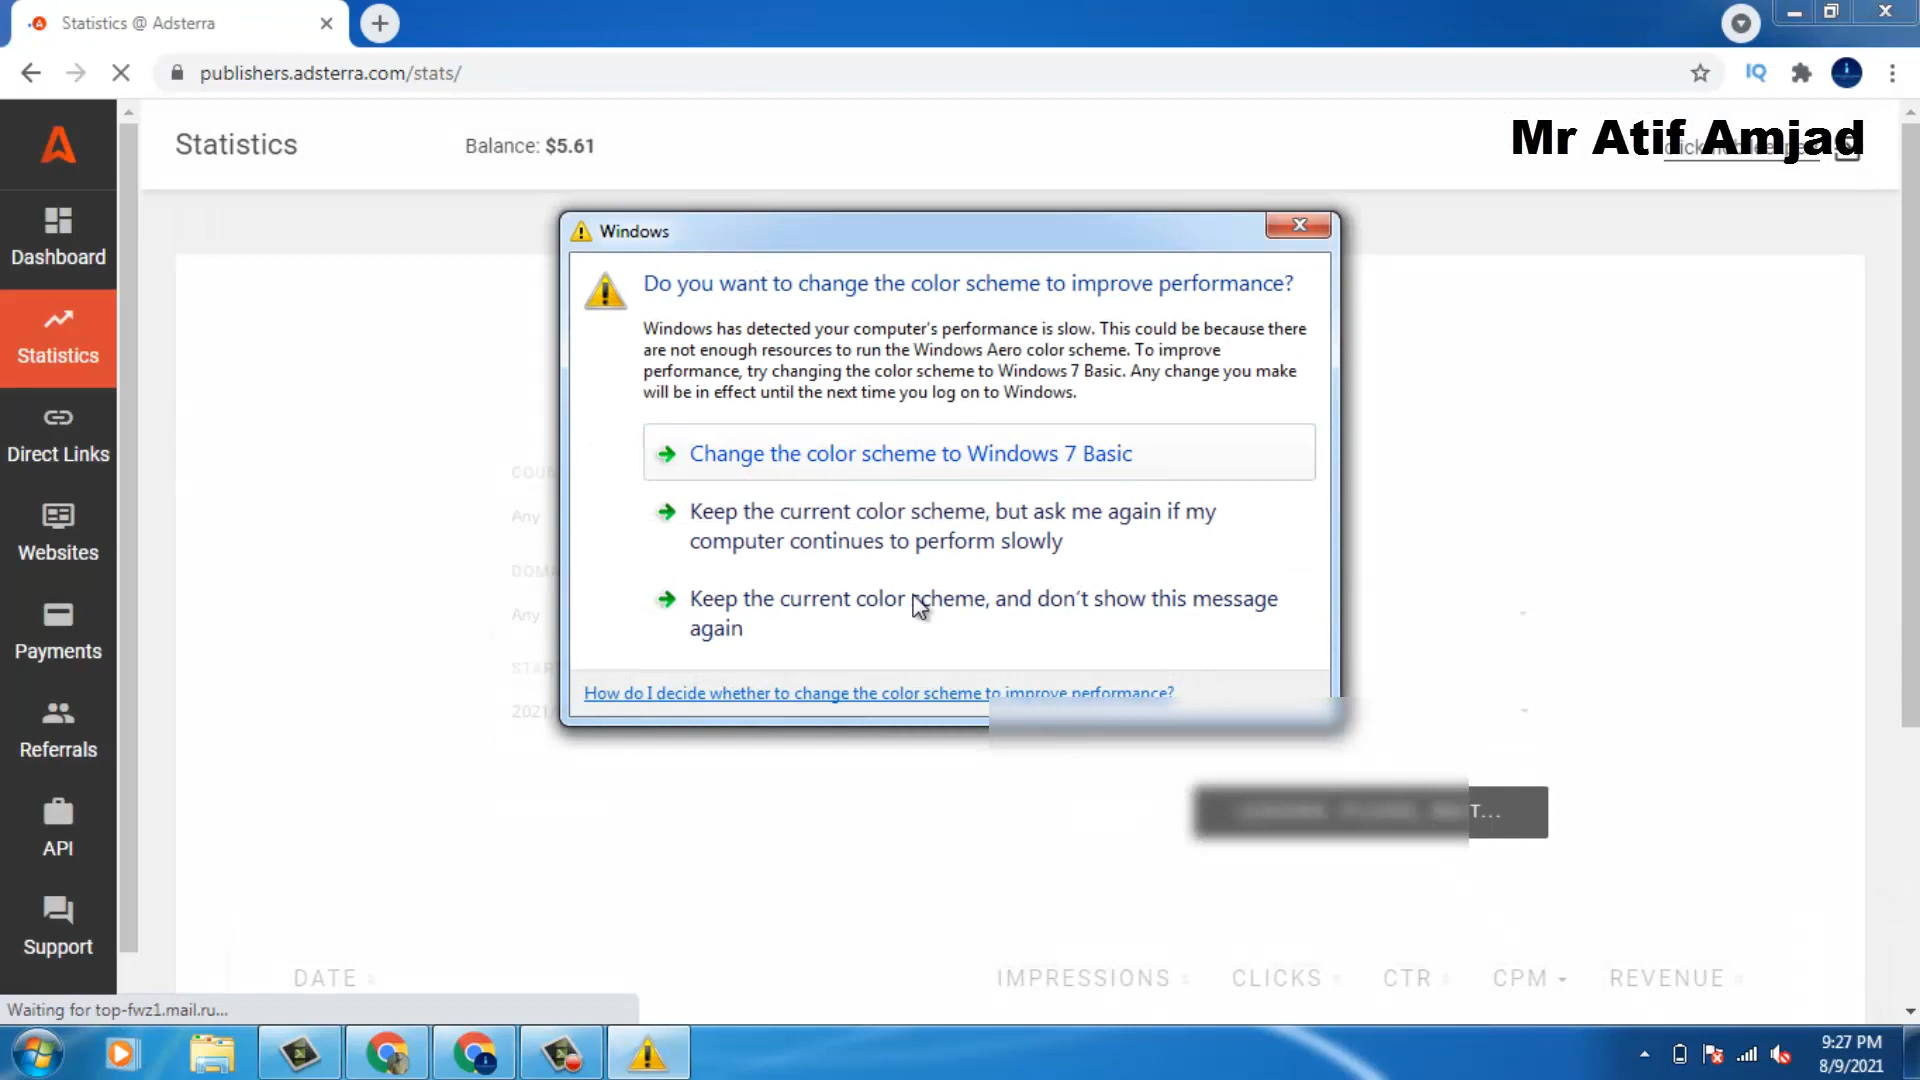 Statistics @ Adsterra
publishers.adsterra.com/stats/
IQ
Mr Atif Amjad
Statistics
Balance: $5.61
Dashboard
Statistics
Direct Links
Websites
Payments
Referrals
API
Support
Windows
Do you want to change the color scheme to improve performance?
Windows has detected your computer's performance is slow. This could be because there
are not enough resources to run the Windows Aero color scheme. To improve
performance, try changing the color scheme to Windows 7 Basic. Any change you make
will be in effect until the next time you log on to Windows.
Change the color scheme to Windows 7 Basic
Keep the current color scheme, but ask me again if my
computer continues to perform slowly
Keep the current color scheme, and don't show this message
again
How do I decide whether to change the color scheme to improve performance?
Any
Any
DATE IMPRESSIONS CLICKS CTR CPM REVENUE
Waiting for top-fwz1.mail.ru...
9:27 PM
8/9/2021